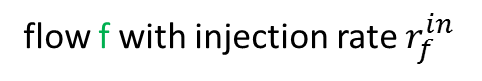 flow f with injection rate $r_f^{in}$